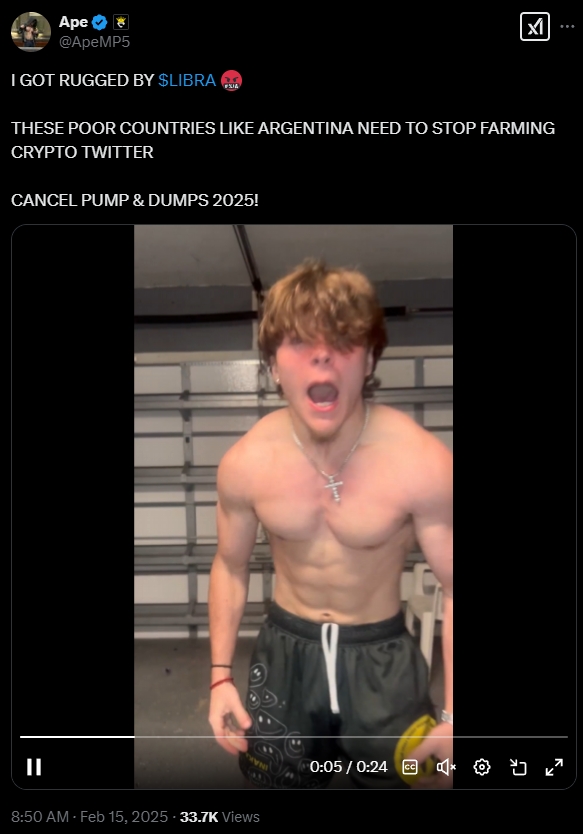 Ape
@ApeMP5
I GOT RUGGED BY $LIBRA 🤬
THESE POOR COUNTRIES LIKE ARGENTINA NEED TO STOP FARMING
CRYPTO TWITTER
CANCEL PUMP & DUMPS 2025!
0:05 / 0:24
CC
8:50 AM · Feb 15, 2025 · 33.7K Views